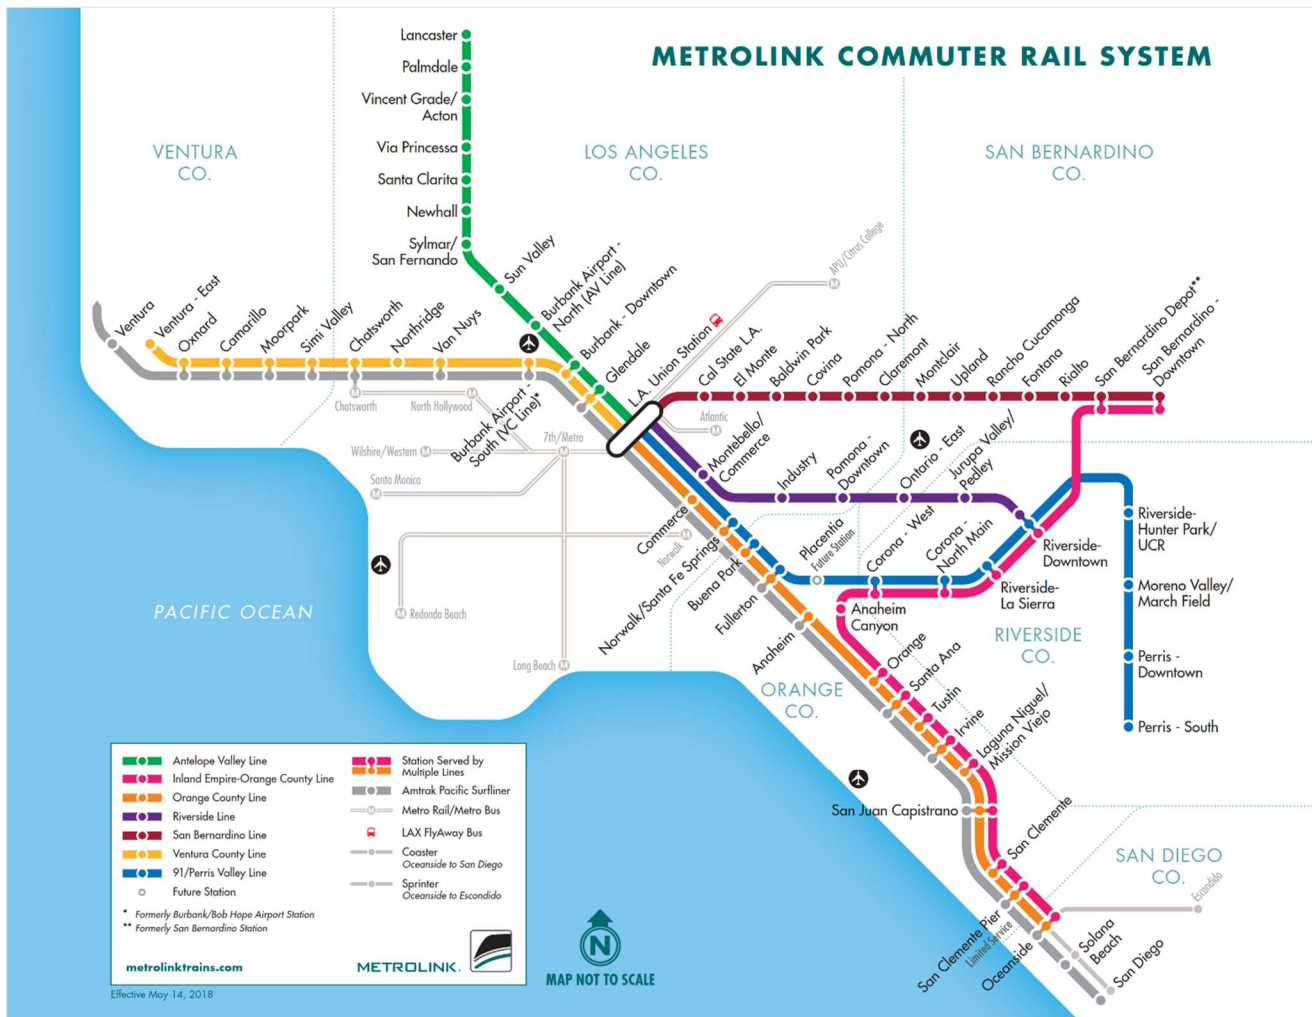 METROLINK COMMUTER RAIL SYSTEM
VENTURA
CO.
LOS ANGELES
CO.
SAN BERNARDINO
CO.
Lancaster
Palmdale
Vincent Grade/
Acton
Via Princessa
Santa Clarita
Newhall
Sylmar/
San Fernando
Sun Valley
Burbank Airport -
North (AV Line)
Burbank - Downtown
Glendale
L.A. Union Station
APU/Citrus College
M
Ventura
Ventura - East
Oxnard
Camarillo
Moorpark
Simi Valley
Chatsworth
Northridge
Van Nuys
Burbank Airport -
South (VC Line)*
Cal State L.A.
El Monte
Baldwin Park
Covina
Pomona - North
Claremont
Montclair
Upland
Rancho Cucamonga
Fontana
Rialto
San Bernardino Depot**
San Bernardino -
Downtown
M
Chatsworth
M
North Hollywood
Wilshire/Western M
7th/Metro
M
Santa Monica
M
Atlantic
M
Norwalk
M
M Redondo Beach
Long Beach M
Montebello/
Commerce
Industry
Pomona -
Downtown
Ontario - East
Jurupa Valley/
Pedley
Commerce
Norwalk/Santa Fe Springs
Buena Park
Fullerton
Anaheim
Placentia
Future Station
Corona - West
Corona -
North Main
Riverside-
Downtown
Riverside-
La Sierra
Riverside-
Hunter Park/
UCR
Moreno Valley/
March Field
Perris -
Downtown
Perris - South
Anaheim
Canyon
Orange
Santa Ana
Tustin
Irvine
Laguna Niguel/
Mission Viejo
San Juan Capistrano
San Clemente
San Clemente Pier
Limited Service
Oceanside
Solana
Beach
San Diego
Escondido
PACIFIC OCEAN
RIVERSIDE
CO.
ORANGE
CO.
SAN DIEGO
CO.
Antelope Valley Line
Inland Empire-Orange County Line
Orange County Line
Riverside Line
San Bernardino Line
Ventura County Line
91/Perris Valley Line
Future Station
* Formerly Burbank/Bob Hope Airport Station
** Formerly San Bernardino Station
Station Served by
Multiple Lines
Amtrak Pacific Surfliner
M Metro Rail/Metro Bus
LAX FlyAway Bus
Coaster
Oceanside to San Diego
Sprinter
Oceanside to Escondido
metrolinktrains.com
METROLINK.
Effective May 14, 2018
N
MAP NOT TO SCALE